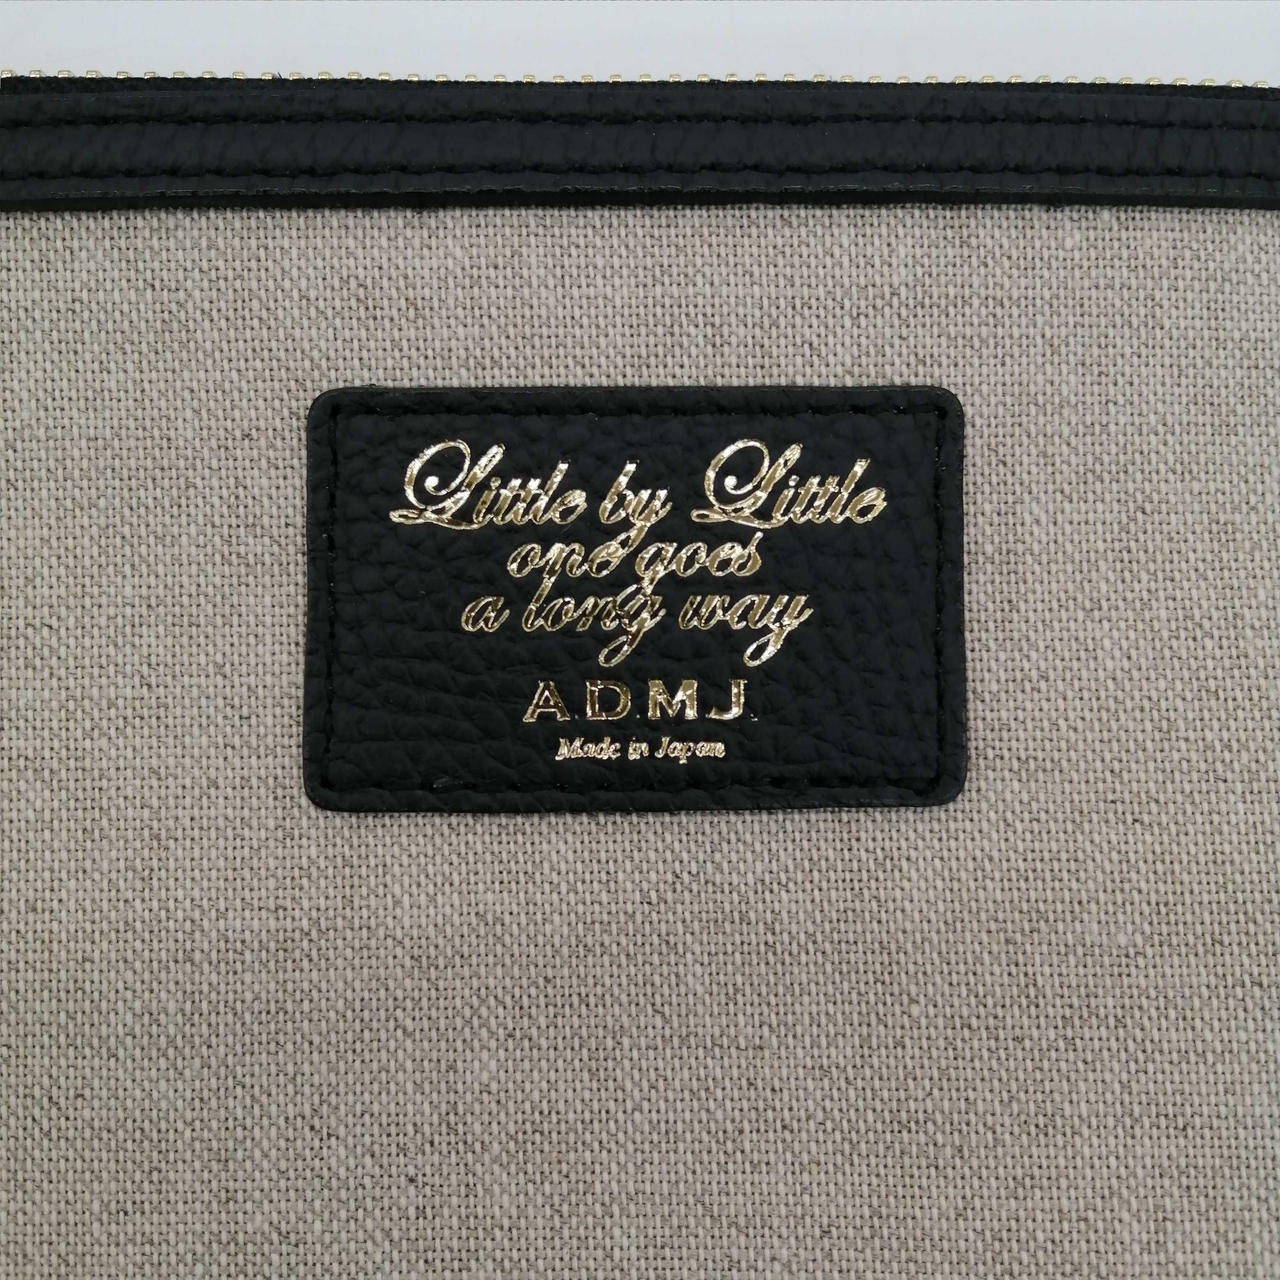 Little by Little
one goes
a long way
A.D.M.J.
Made in Japan